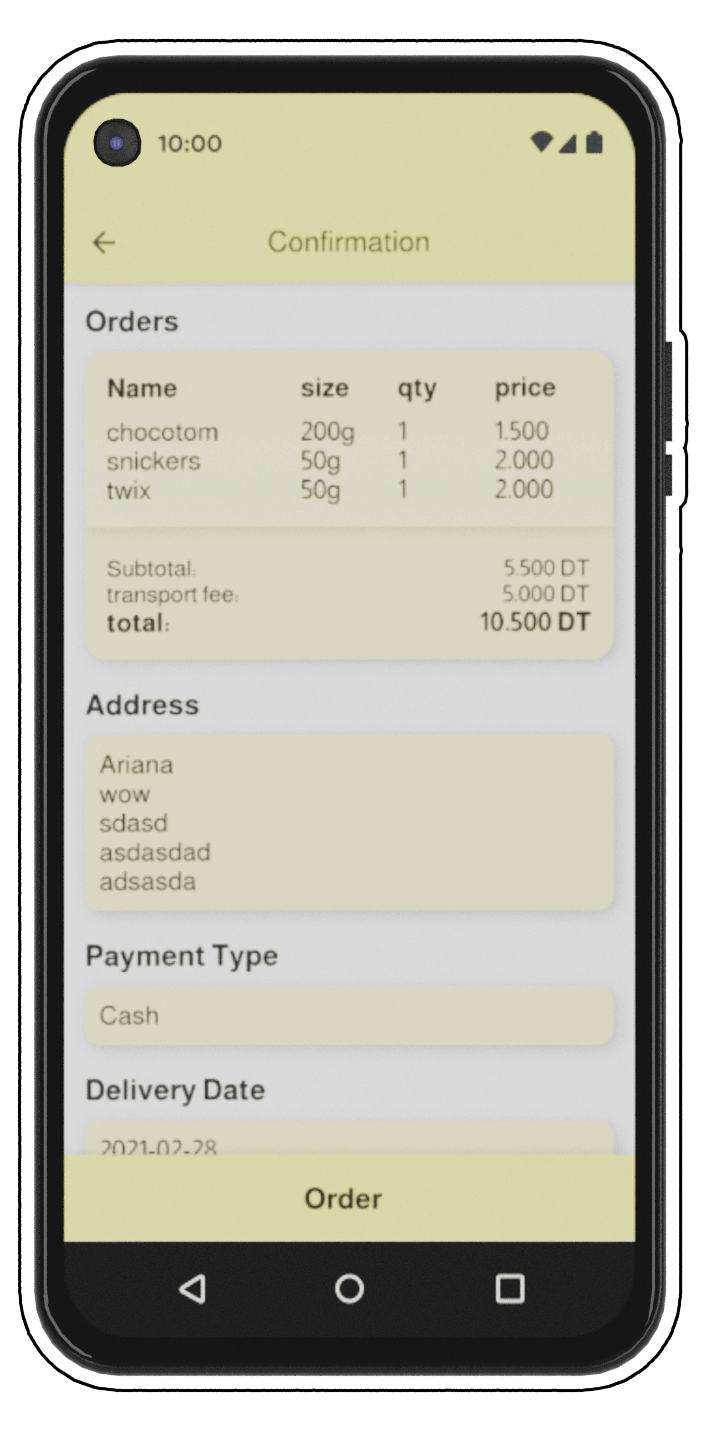 10:00
Confirmation
Orders
Name size qty price
chocotom 200g 1 1.500
snickers 50g 1 2.000
twix 50g 1 2.000
Subtotal: 5.500 DT
transport fee: 5.000 DT
total: 10.500 DT
Address
Ariana
wow
sdasd
asdasdad
adsasda
Payment Type
Cash
Delivery Date
2021-02-28
Order